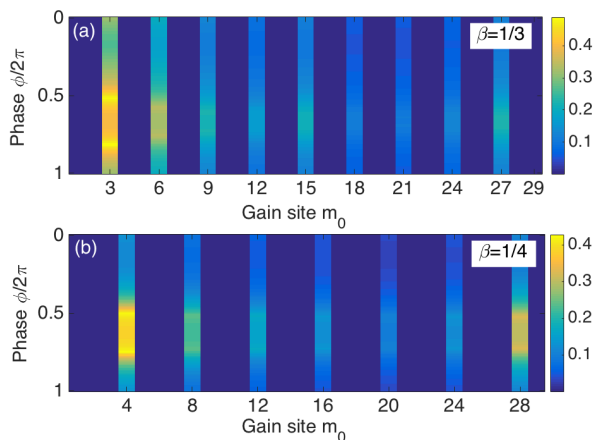 (a)
β=1/3
Phase ϕ/2π
0
0.5
1
3 6 9 12 15 18 21 24 27 29
Gain site m₀
0.4
0.3
0.2
0.1
(b)
β=1/4
Phase ϕ/2π
0
0.5
1
4 8 12 16 20 24 28
Gain site m₀
0.4
0.3
0.2
0.1